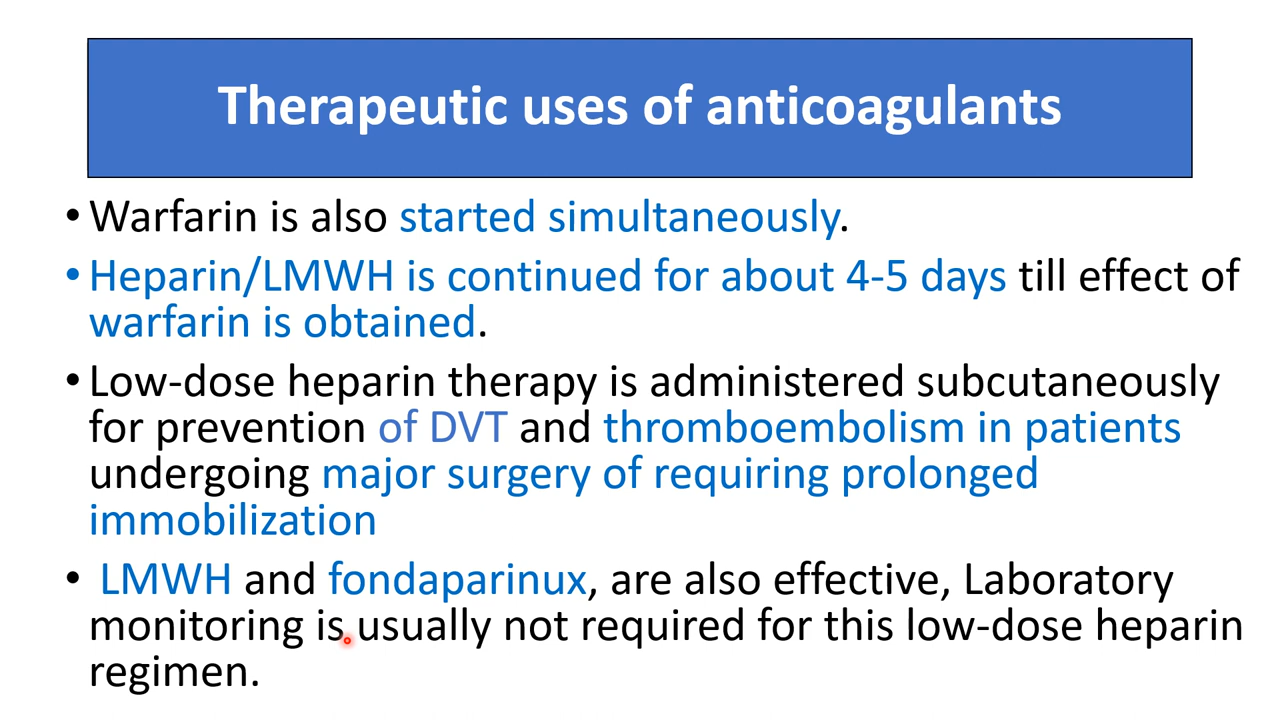 Therapeutic uses of anticoagulants
• Warfarin is also started simultaneously.
• Heparin/LMWH is continued for about 4-5 days till effect of
warfarin is obtained.
• Low-dose heparin therapy is administered subcutaneously
for prevention of DVT and thromboembolism in patients
undergoing major surgery of requiring prolonged
immobilization
• LMWH and fondaparinux, are also effective, Laboratory
monitoring is usually not required for this low-dose heparin
regimen.